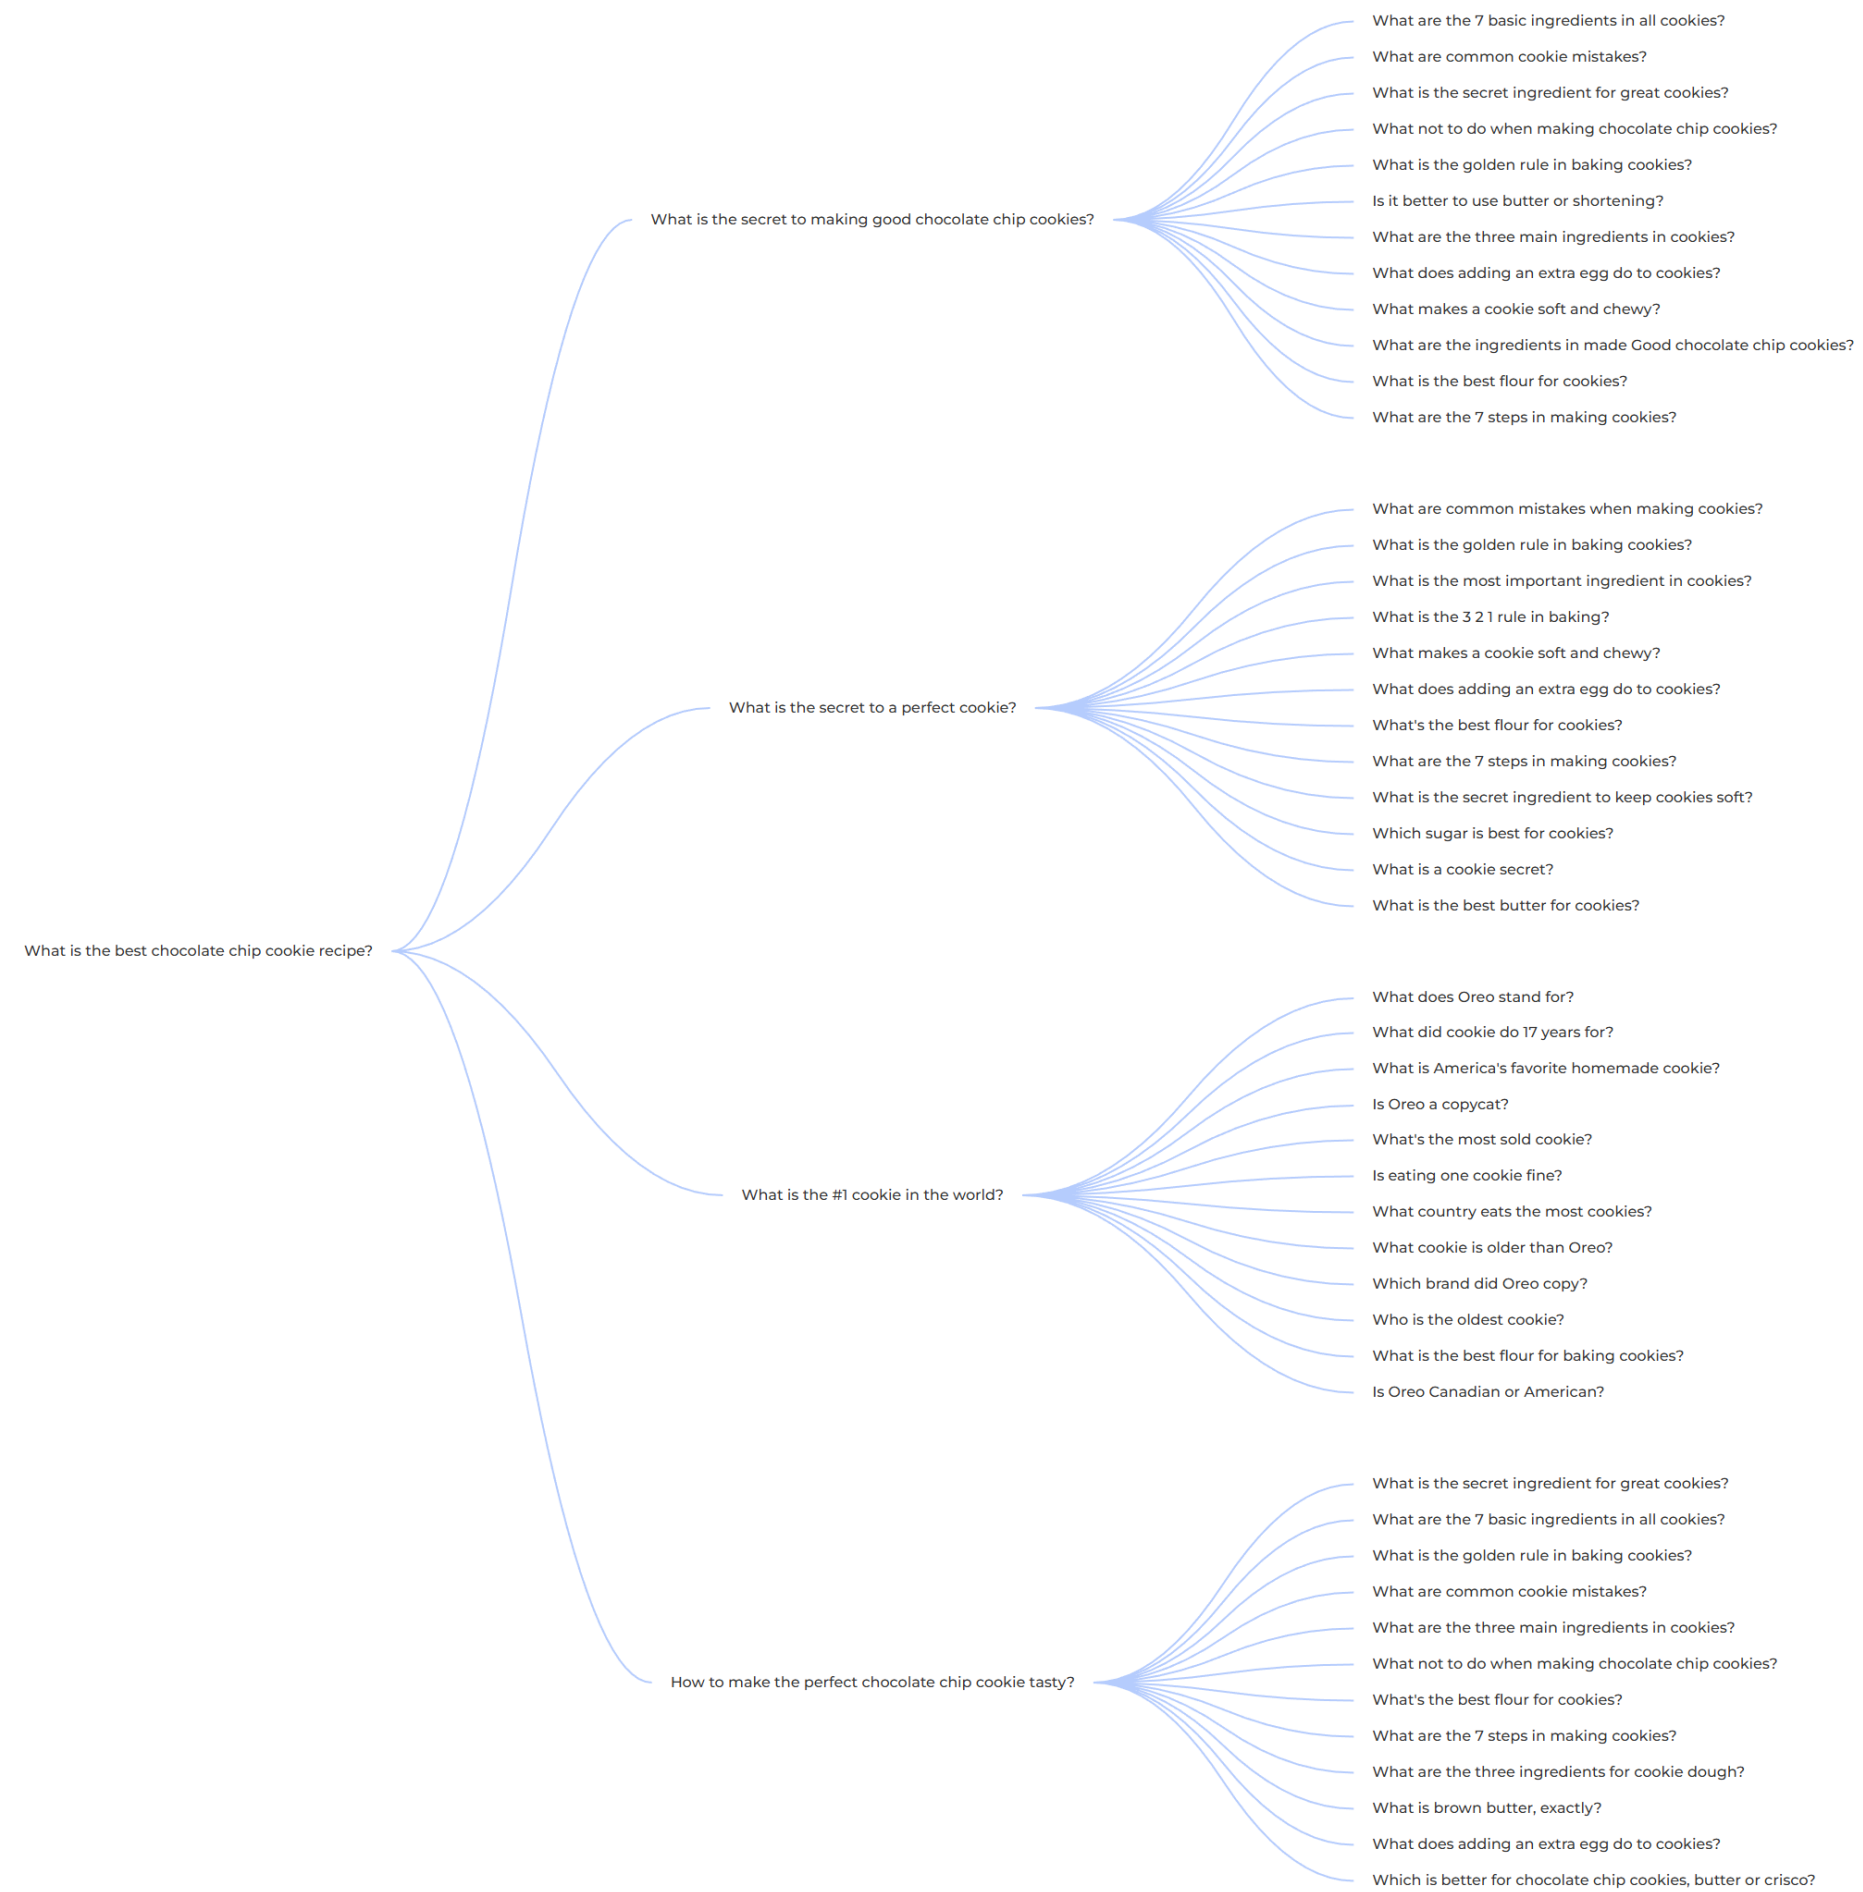 What is the best chocolate chip cookie recipe?
What is the secret to making good chocolate chip cookies?
What are the 7 basic ingredients in all cookies?
What are common cookie mistakes?
What is the secret ingredient for great cookies?
What not to do when making chocolate chip cookies?
What is the golden rule in baking cookies?
Is it better to use butter or shortening?
What are the three main ingredients in cookies?
What does adding an extra egg do to cookies?
What makes a cookie soft and chewy?
What are the ingredients in made Good chocolate chip cookies?
What is the best flour for cookies?
What are the 7 steps in making cookies?
What is the secret to a perfect cookie?
What are common mistakes when making cookies?
What is the golden rule in baking cookies?
What is the most important ingredient in cookies?
What is the 3 2 1 rule in baking?
What makes a cookie soft and chewy?
What does adding an extra egg do to cookies?
What's the best flour for cookies?
What are the 7 steps in making cookies?
What is the secret ingredient to keep cookies soft?
Which sugar is best for cookies?
What is a cookie secret?
What is the best butter for cookies?
What is the #1 cookie in the world?
What does Oreo stand for?
What did cookie do 17 years for?
What is America's favorite homemade cookie?
Is Oreo a copycat?
What's the most sold cookie?
Is eating one cookie fine?
What country eats the most cookies?
What cookie is older than Oreo?
Which brand did Oreo copy?
Who is the oldest cookie?
What is the best flour for baking cookies?
Is Oreo Canadian or American?
How to make the perfect chocolate chip cookie tasty?
What is the secret ingredient for great cookies?
What are the 7 basic ingredients in all cookies?
What is the golden rule in baking cookies?
What are common cookie mistakes?
What are the three main ingredients in cookies?
What not to do when making chocolate chip cookies?
What's the best flour for cookies?
What are the 7 steps in making cookies?
What are the three ingredients for cookie dough?
What is brown butter, exactly?
What does adding an extra egg do to cookies?
Which is better for chocolate chip cookies, butter or crisco?